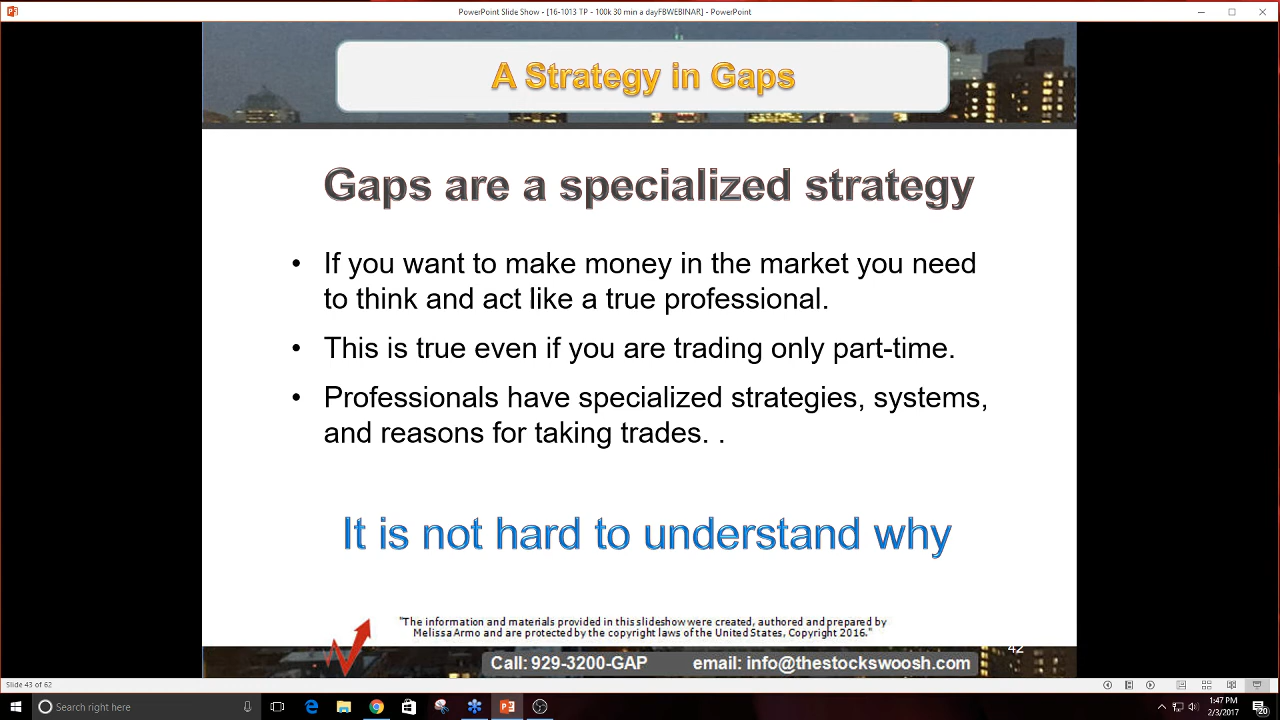 PowerPoint Slide Show - [16-1013 TP - 100k 30 min a dayFBWEBINAR] - PowerPoint
A Strategy in Gaps
Gaps are a specialized strategy
• If you want to make money in the market you need
to think and act like a true professional.
• This is true even if you are trading only part-time.
• Professionals have specialized strategies, systems,
and reasons for taking trades. .
It is not hard to understand why
"The information and materials provided in this slideshow were created, authored and prepared by
Melissa Armo and are protected by the copyright laws of the United States, Copyright 2016."
42
Call: 929-3200-GAP email: info@thestockswoosh.com
Slide 43 of 62
Search right here
1:47 PM
2/3/2017
20